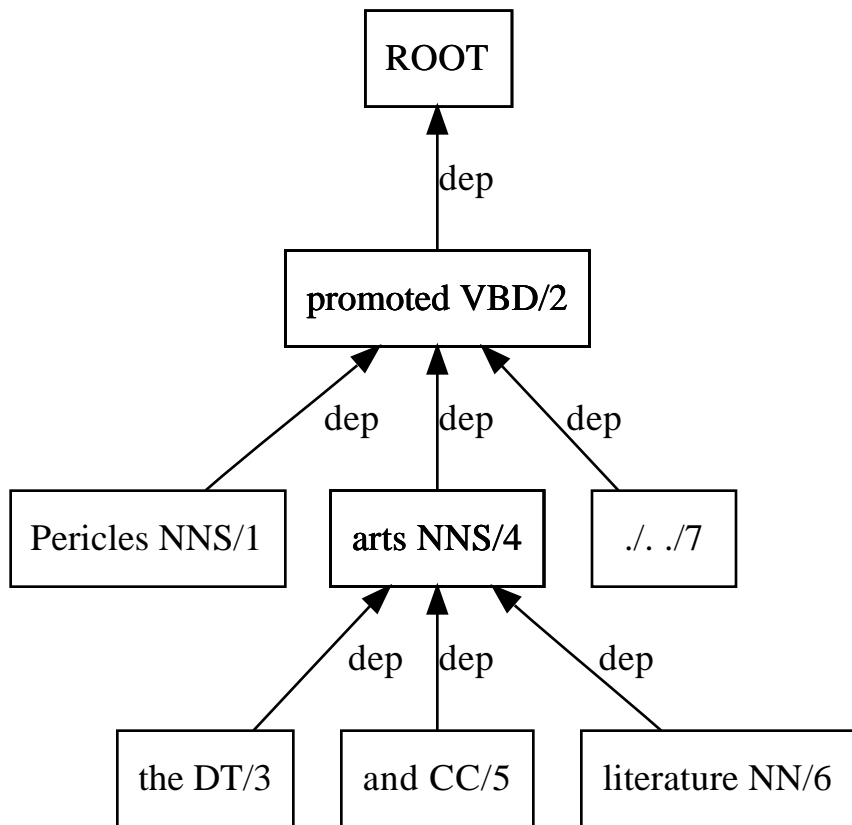 ROOT
dep
promoted VBD/2
dep dep dep
Pericles NNS/1 arts NNS/4 ./. ./7
dep dep dep
the DT/3 and CC/5 literature NN/6